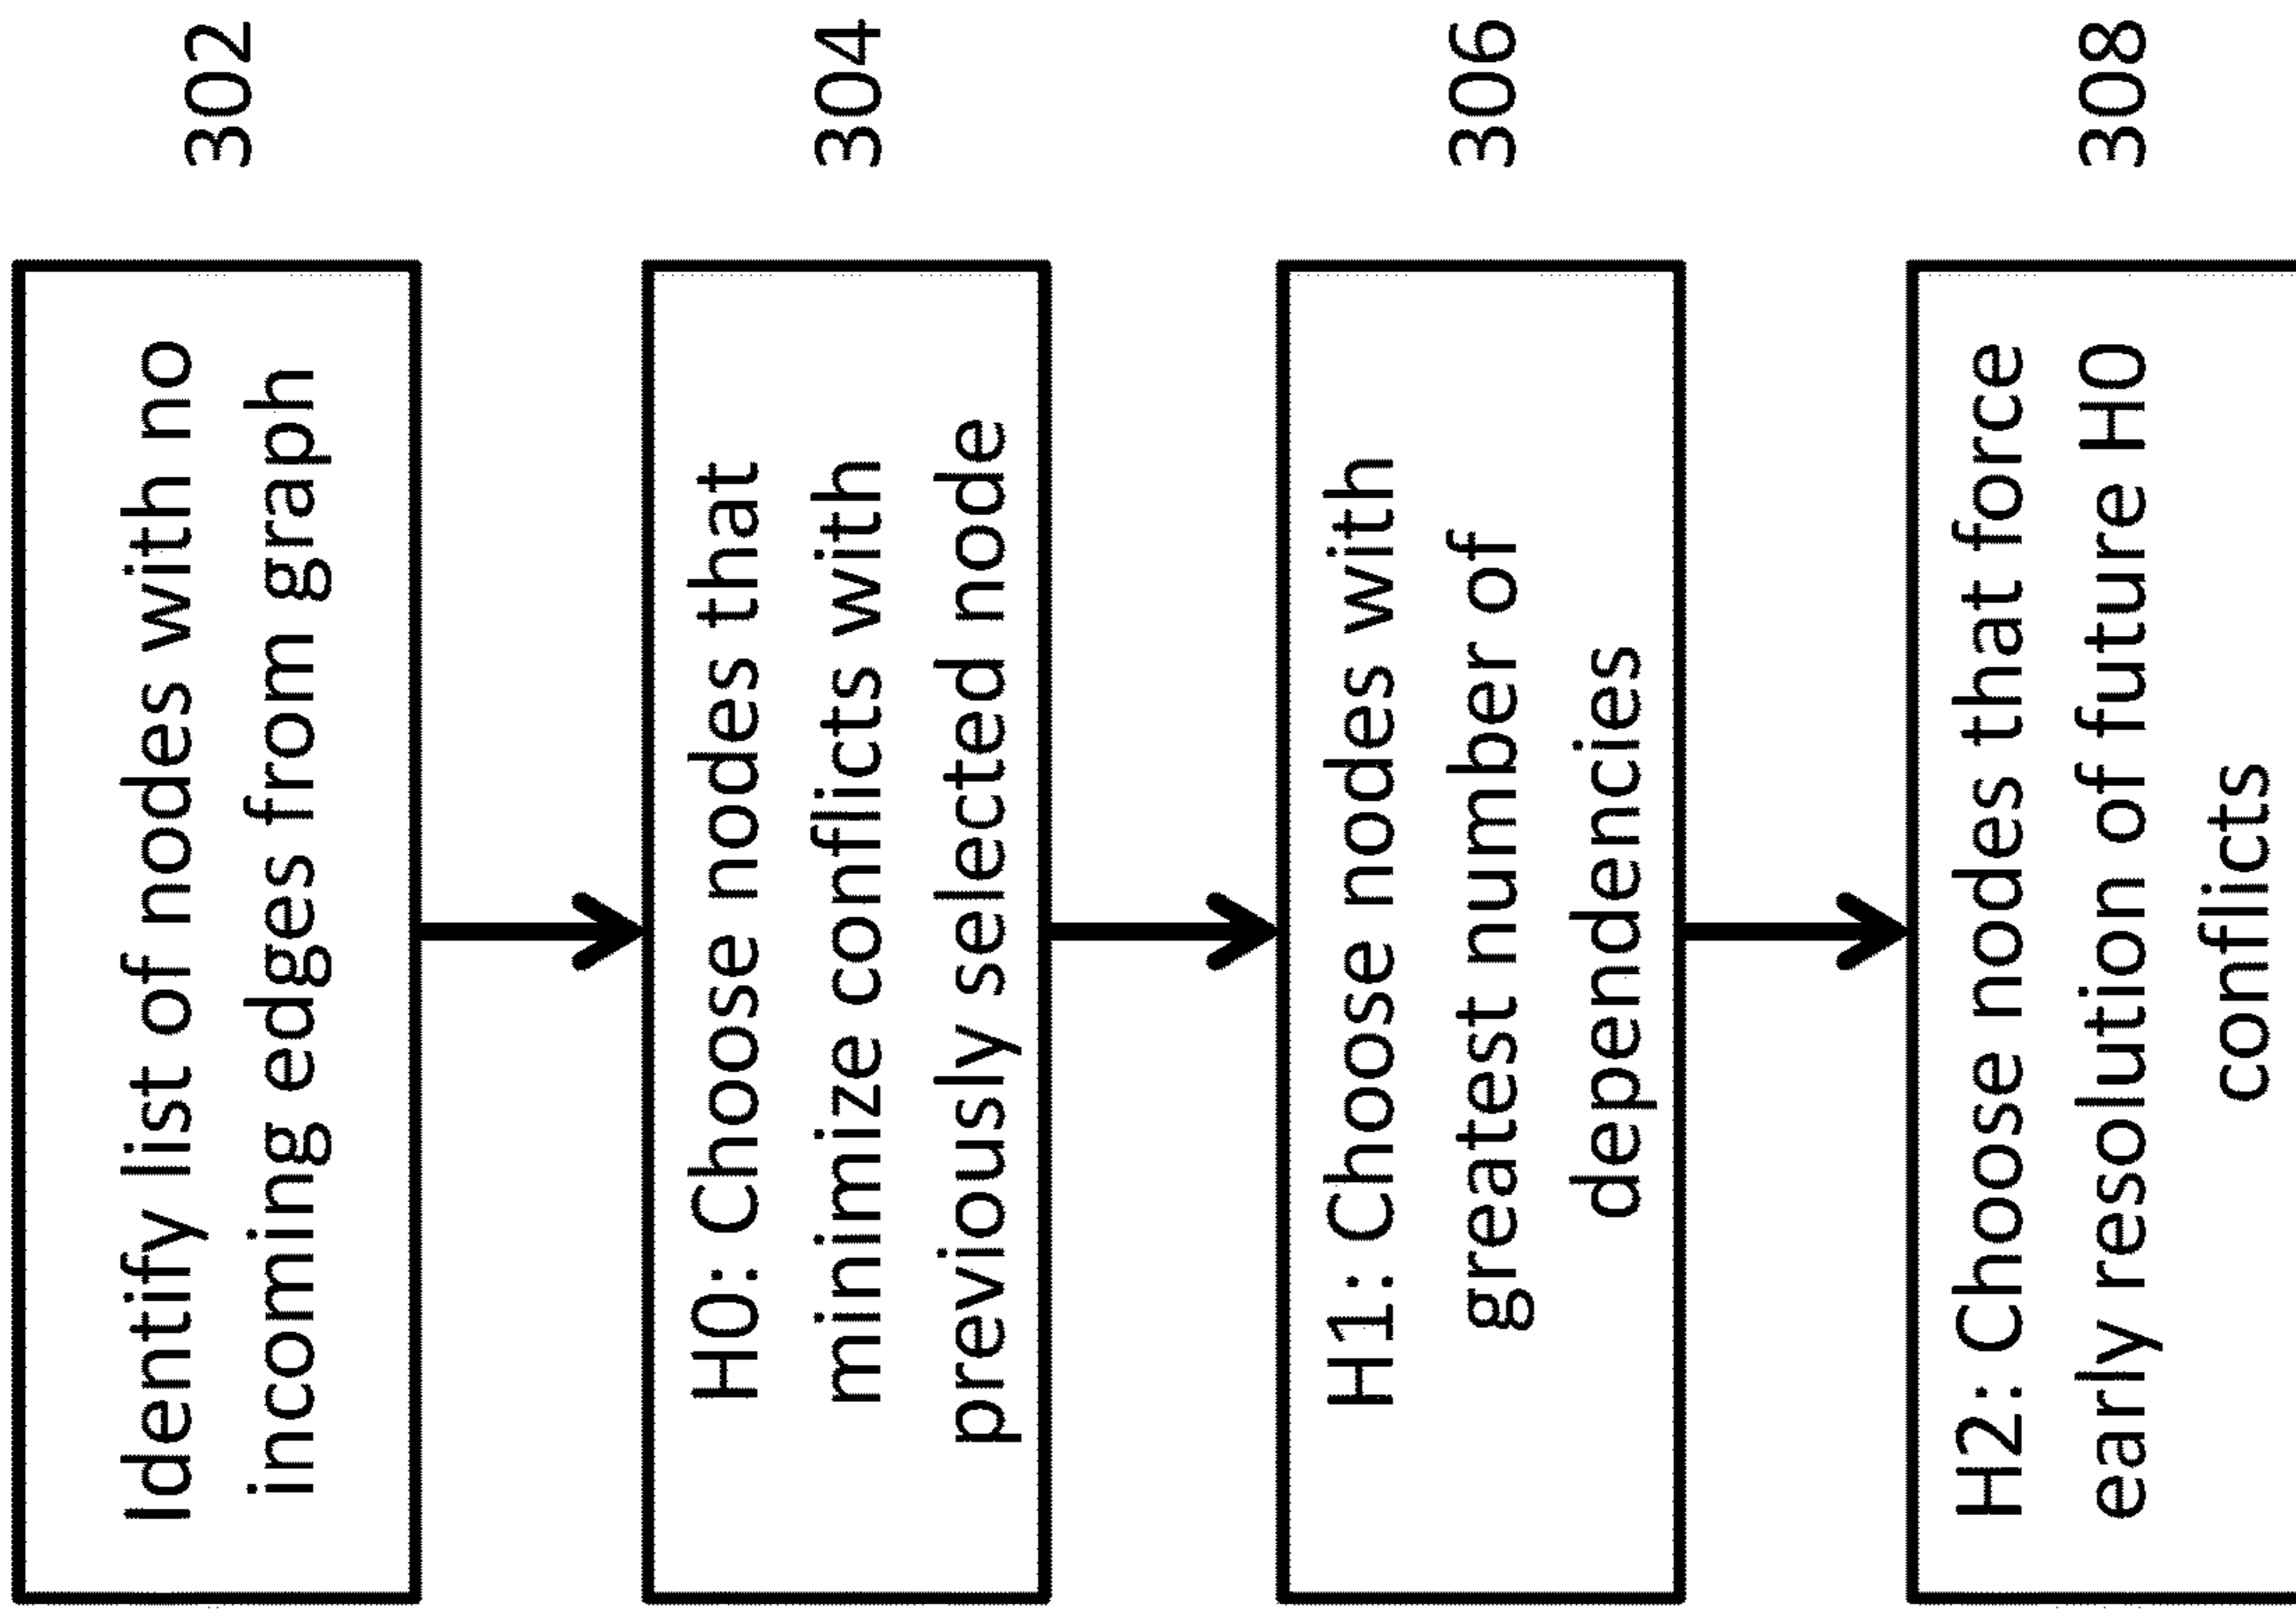 Identify list of nodes with no
incoming edges from graph
302
H0: Choose nodes that
minimize conflicts with
previously selected node
304
H1: Choose nodes with
greatest number of
dependencies
306
H2: Choose nodes that force
early resolution of future H0
conflicts
308